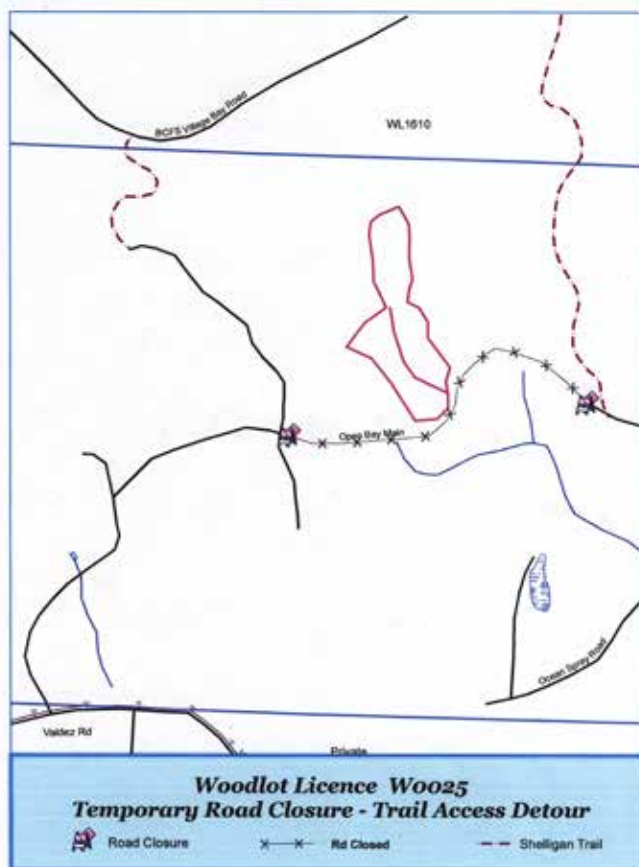 BCFS Village Bay Road
WL1610
Open Bay Main
Ocean Spray Road
Valdez Rd
Private
Woodlot Licence W0025
Temporary Road Closure - Trail Access Detour
Road Closure
Rd Closed
Shelligan Trail